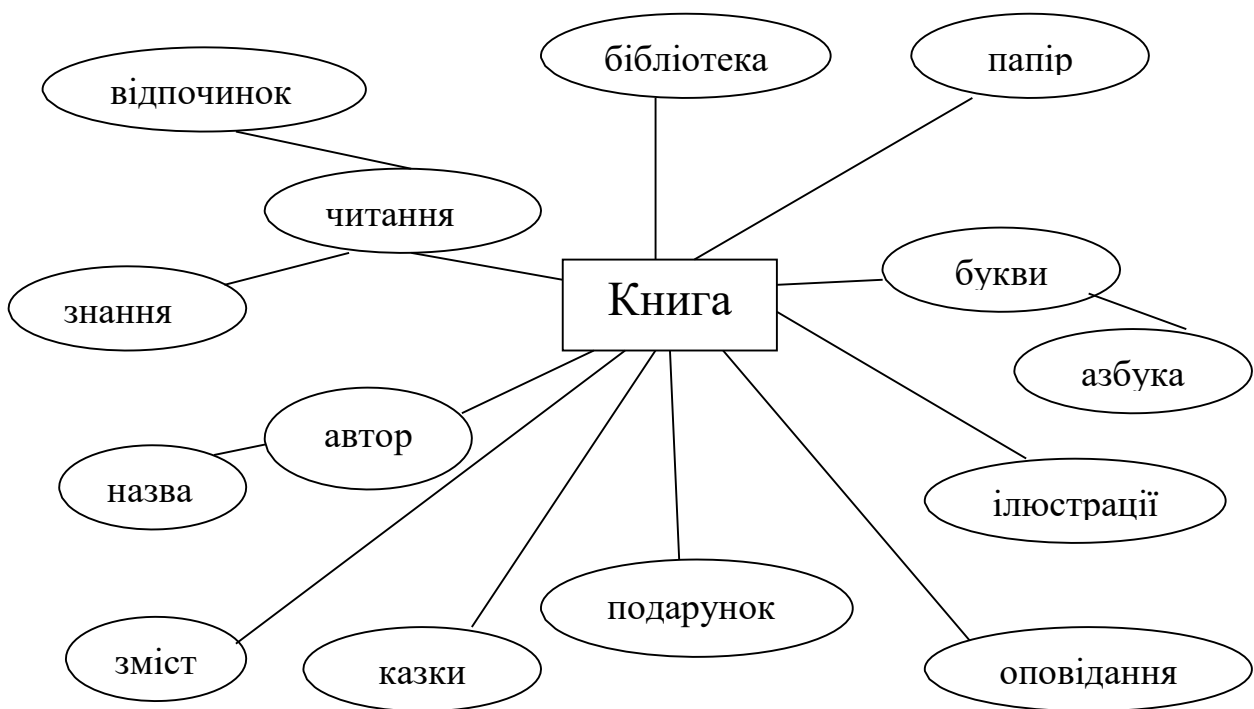 бібліотека
папір
відпочинок
читання
букви
Книга
знання
азбука
автор
назва
ілюстрації
подарунок
зміст
казки
оповідання